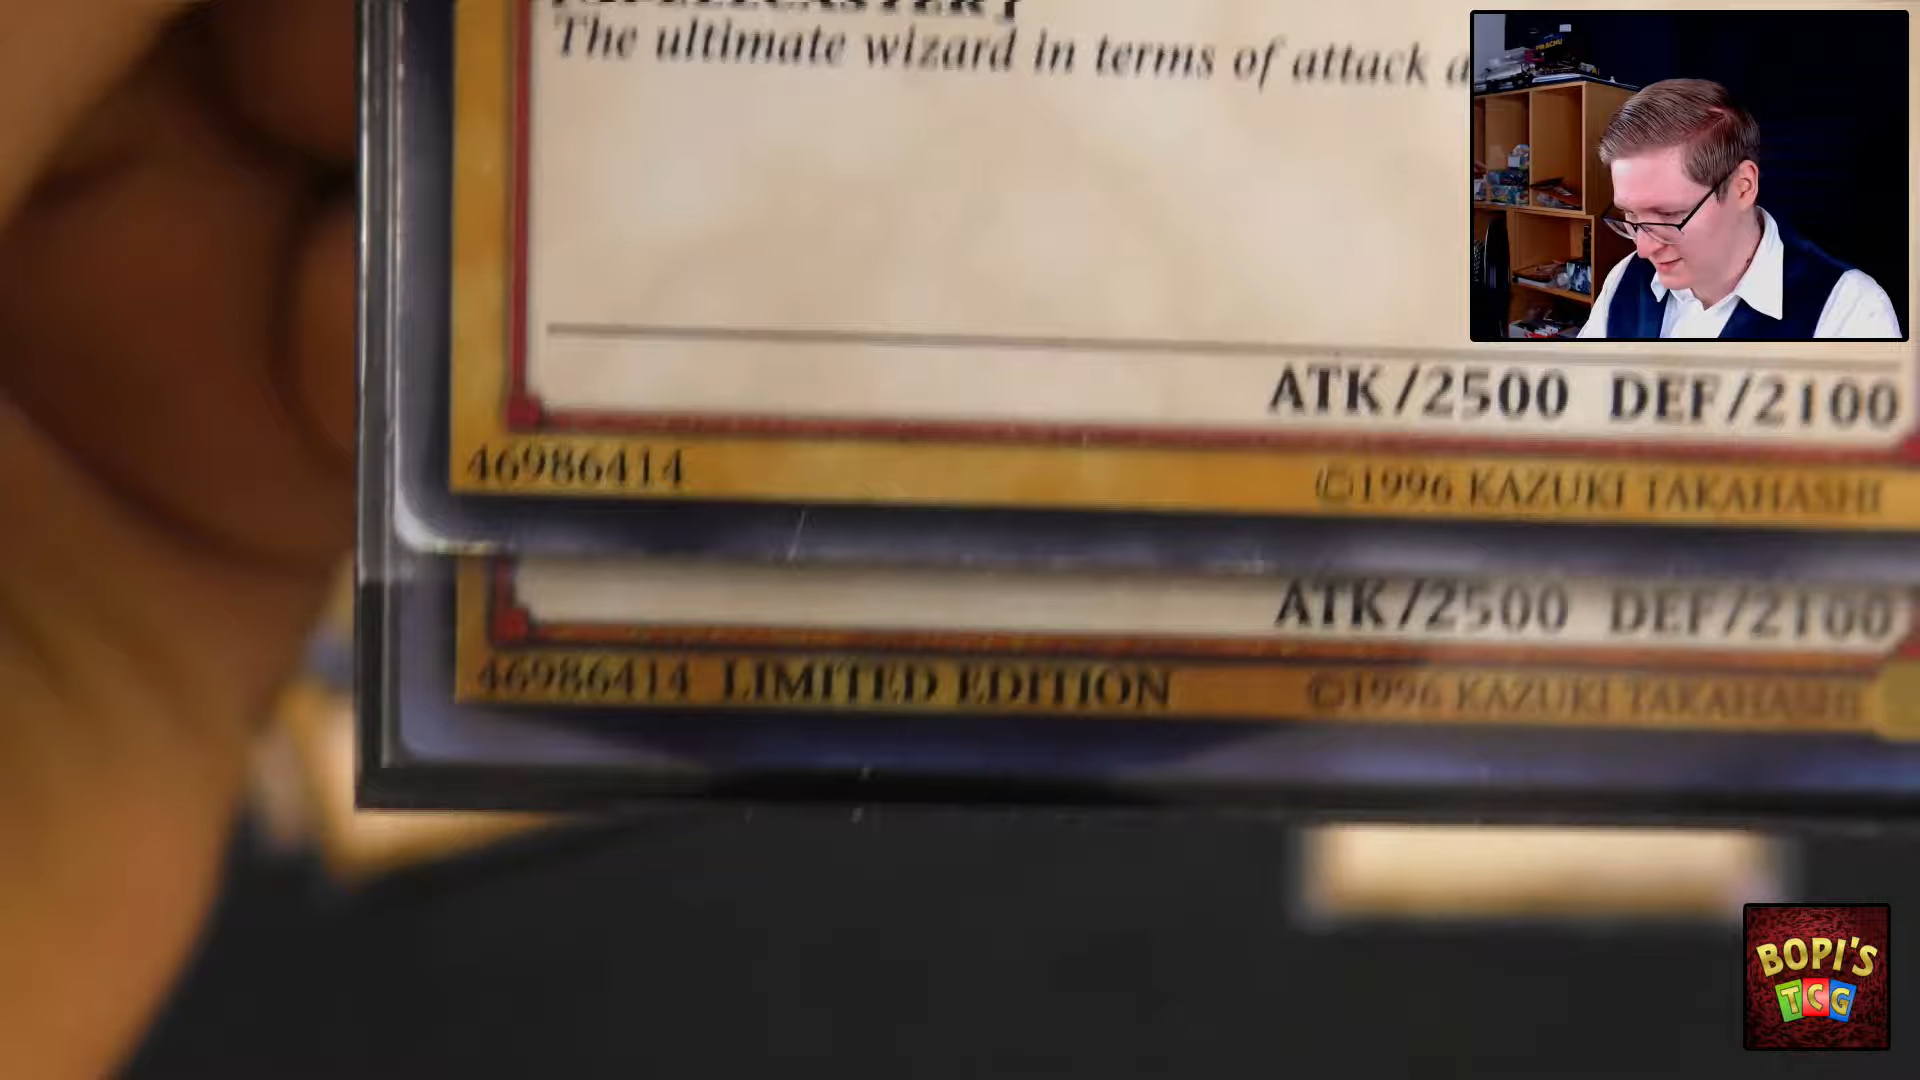 The ultimate wizard in terms of attack
ATK/2500 DEF/2100
46986414
©1996 KAZUKI TAKAHASHI
ATK/2500 DEF/2100
46986414 LIMITED EDITION
©1996 KAZUKI TAKAHASHI
PIKACHU
BOPI'S
TCG